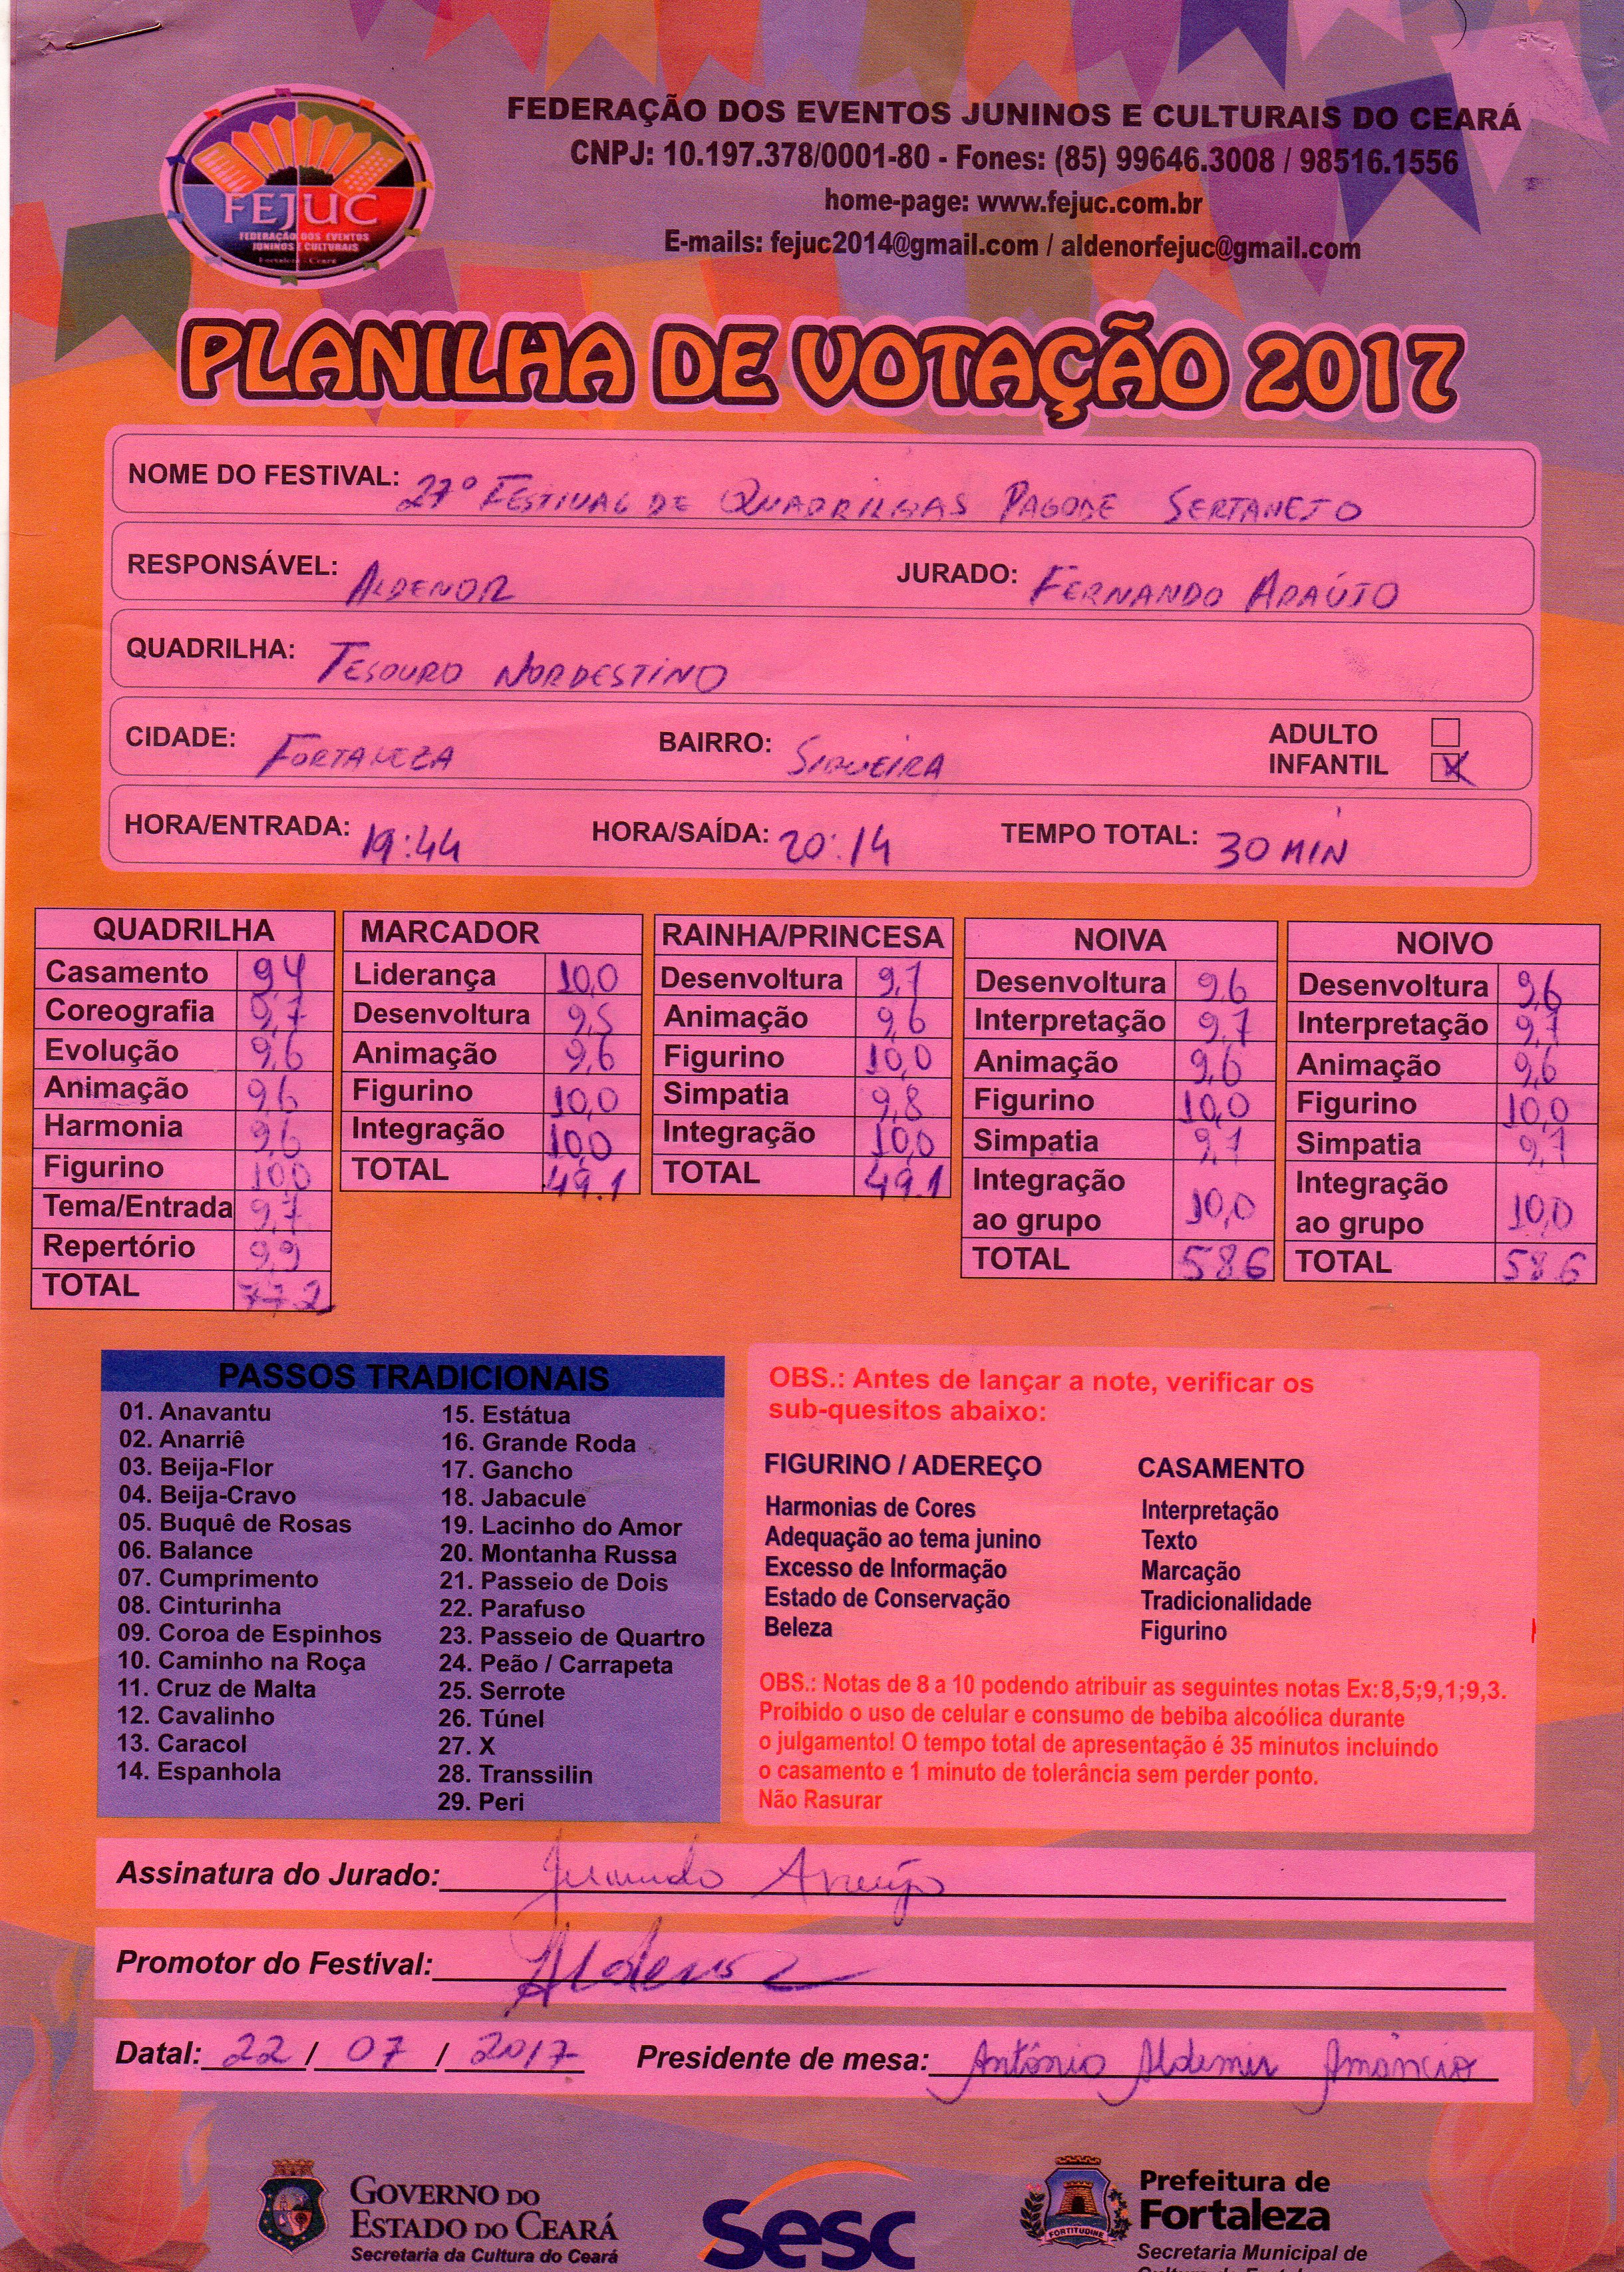 FEDERAÇÃO DOS EVENTOS JUNINOS E CULTURAIS DO CEARÁ
CNPJ: 10.197.378/0001-80 - Fones: (85) 99646.3008 / 98516.1556
home-page: www.fejuc.com.br
E-mails: fejuc2014@gmail.com / aldenorfejuc@gmail.com
FEJUC
FEDERAÇÃO DOS EVENTOS
JUNINOS E CULTURAIS
Fortaleza - Ceará
PLANILHA DE VOTAÇÃO 2017
NOME DO FESTIVAL: 27º FESTIVAL DE QUADRILHAS PAGODE SERTANEJO
RESPONSÁVEL: ALDENOR JURADO: FERNANDO ARAÚJO
QUADRILHA: TESOURO NORDESTINO
CIDADE: FORTALEZA BAIRRO: SIQUEIRA ADULTO
INFANTIL X
HORA/ENTRADA: 19:44 HORA/SAÍDA: 20:14 TEMPO TOTAL: 30 MIN
QUADRILHA
Casamento 9,4
Coreografia 9,7
Evolução 9,6
Animação 9,6
Harmonia 9,6
Figurino 10,0
Tema/Entrada 9,7
Repertório 9,9
TOTAL 77.2
MARCADOR
Liderança 10,0
Desenvoltura 9,5
Animação 9,6
Figurino 10,0
Integração 10,0
TOTAL 49.1
RAINHA/PRINCESA
Desenvoltura 9,7
Animação 9,6
Figurino 10,0
Simpatia 9,8
Integração 10,0
TOTAL 49.1
NOIVA
Desenvoltura 9,6
Interpretação 9,7
Animação 9,6
Figurino 10,0
Simpatia 9,7
Integração
ao grupo 10,0
TOTAL 58.6
NOIVO
Desenvoltura 9,6
Interpretação 9,7
Animação 9,6
Figurino 10,0
Simpatia 9,7
Integração
ao grupo 10,0
TOTAL 58.6
PASSOS TRADICIONAIS
01. Anavantu
02. Anarriê
03. Beija-Flor
04. Beija-Cravo
05. Buquê de Rosas
06. Balance
07. Cumprimento
08. Cinturinha
09. Coroa de Espinhos
10. Caminho na Roça
11. Cruz de Malta
12. Cavalinho
13. Caracol
14. Espanhola
15. Estátua
16. Grande Roda
17. Gancho
18. Jabacule
19. Lacinho do Amor
20. Montanha Russa
21. Passeio de Dois
22. Parafuso
23. Passeio de Quartro
24. Peão / Carrapeta
25. Serrote
26. Túnel
27. X
28. Transsilin
29. Peri
OBS.: Antes de lançar a note, verificar os
sub-quesitos abaixo:
FIGURINO / ADEREÇO
Harmonias de Cores
Adequação ao tema junino
Excesso de Informação
Estado de Conservação
Beleza
CASAMENTO
Interpretação
Texto
Marcação
Tradicionalidade
Figurino
OBS.: Notas de 8 a 10 podendo atribuir as seguintes notas Ex:8,5;9,1;9,3.
Proibido o uso de celular e consumo de bebiba alcoólica durante
o julgamento! O tempo total de apresentação é 35 minutos incluindo
o casamento e 1 minuto de tolerância sem perder ponto.
Não Rasurar
Assinatura do Jurado: Fernando Araújo
Promotor do Festival: Aldenor
Datal: 22 / 07 / 2017 Presidente de mesa: Antônio Aldemir Amâncio
GOVERNO DO
ESTADO DO CEARÁ
Secretaria da Cultura do Ceará
Sesc
FORTITUDINE
Prefeitura de
Fortaleza
Secretaria Municipal de